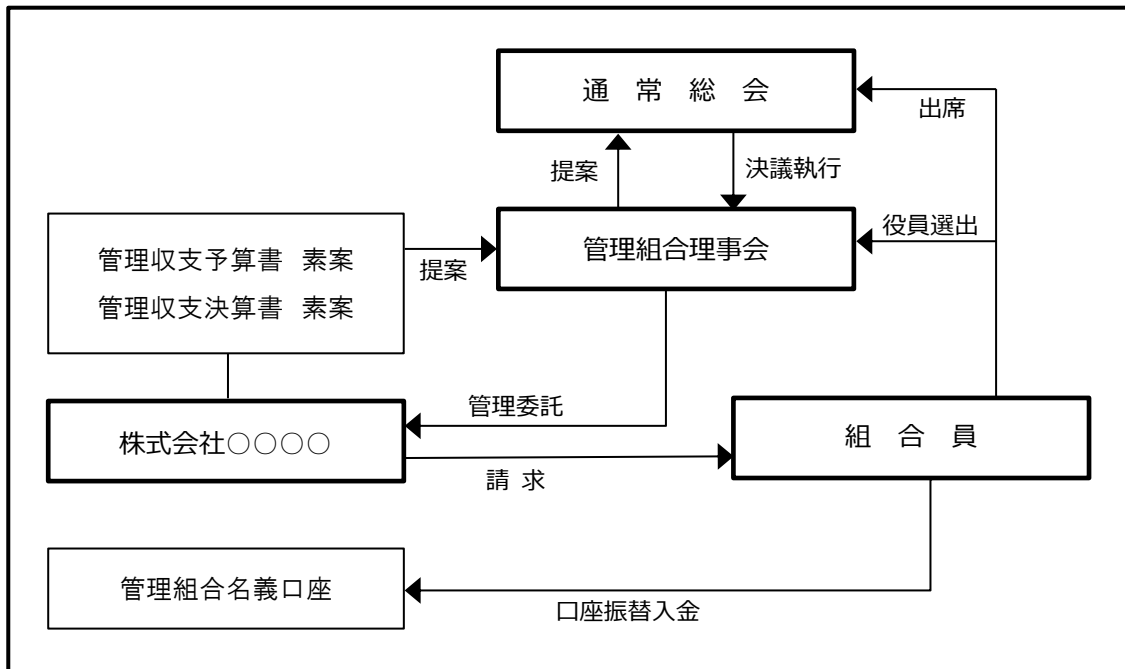 通 常 総 会
出席
提案
決議執行
管理収支予算書 素案
管理収支決算書 素案
提案
管理組合理事会
役員選出
管理委託
株式会社○○○○
請 求
組 合 員
管理組合名義口座
口座振替入金